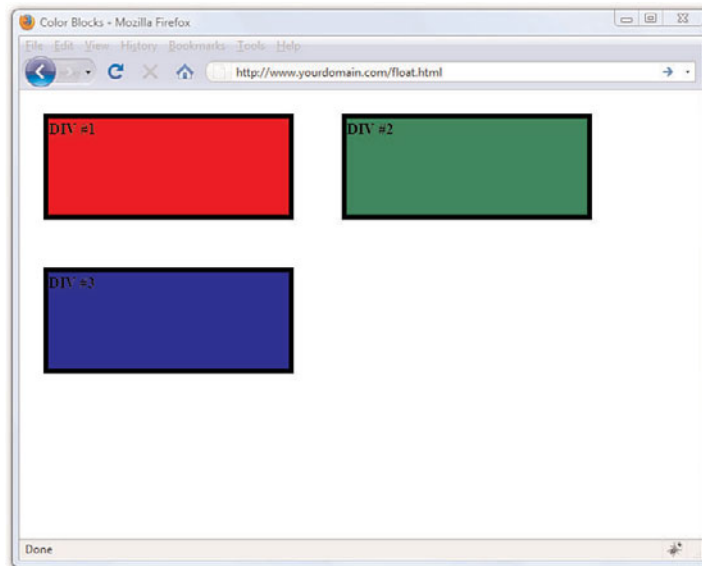 Color Blocks - Mozilla Firefox
File Edit View History Bookmarks Tools Help
http://www.yourdomain.com/float.html
DIV #1
DIV #2
DIV #3
Done